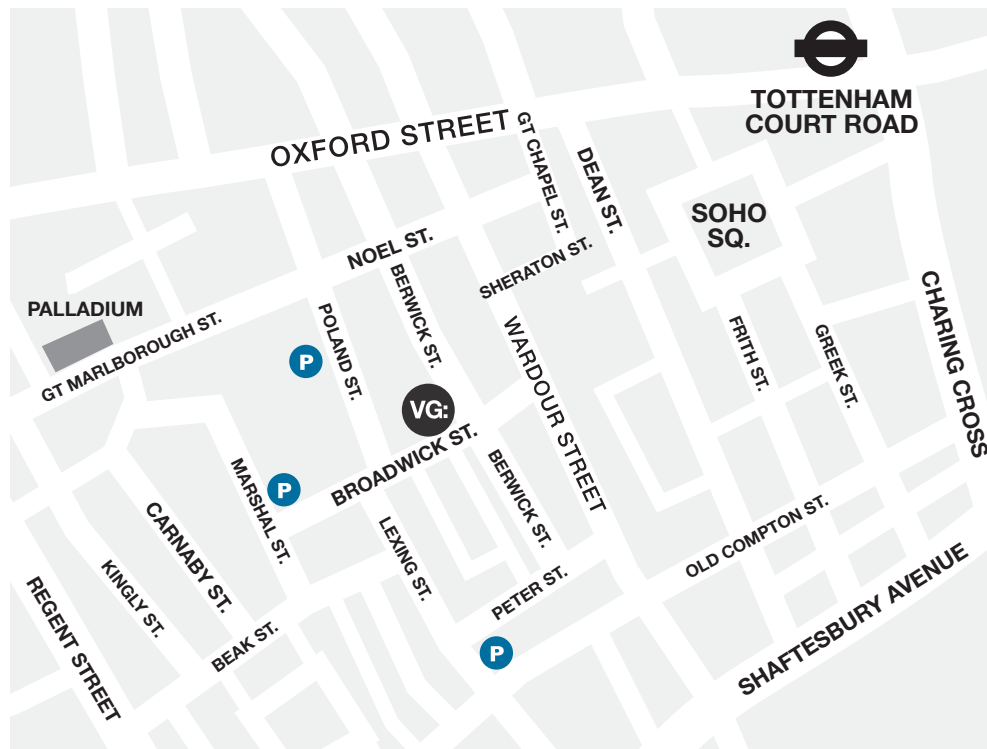 TOTTENHAM
COURT ROAD
OXFORD STREET
GT CHAPEL ST.
DEAN ST.
SOHO
SQ.
NOEL ST.
SHERATON ST.
BERWICK ST.
PALLADIUM
GT MARLBOROUGH ST.
POLAND ST.
P
WARDOUR STREET
FRITH ST.
GREEK ST.
CHARING CROSS
VG:
BROADWICK ST.
P
MARSHAL ST.
BERWICK ST.
CARNABY ST.
LEXING ST.
OLD COMPTON ST.
KINGLY ST.
PETER ST.
REGENT STREET
BEAK ST.
P
SHAFTESBURY AVENUE